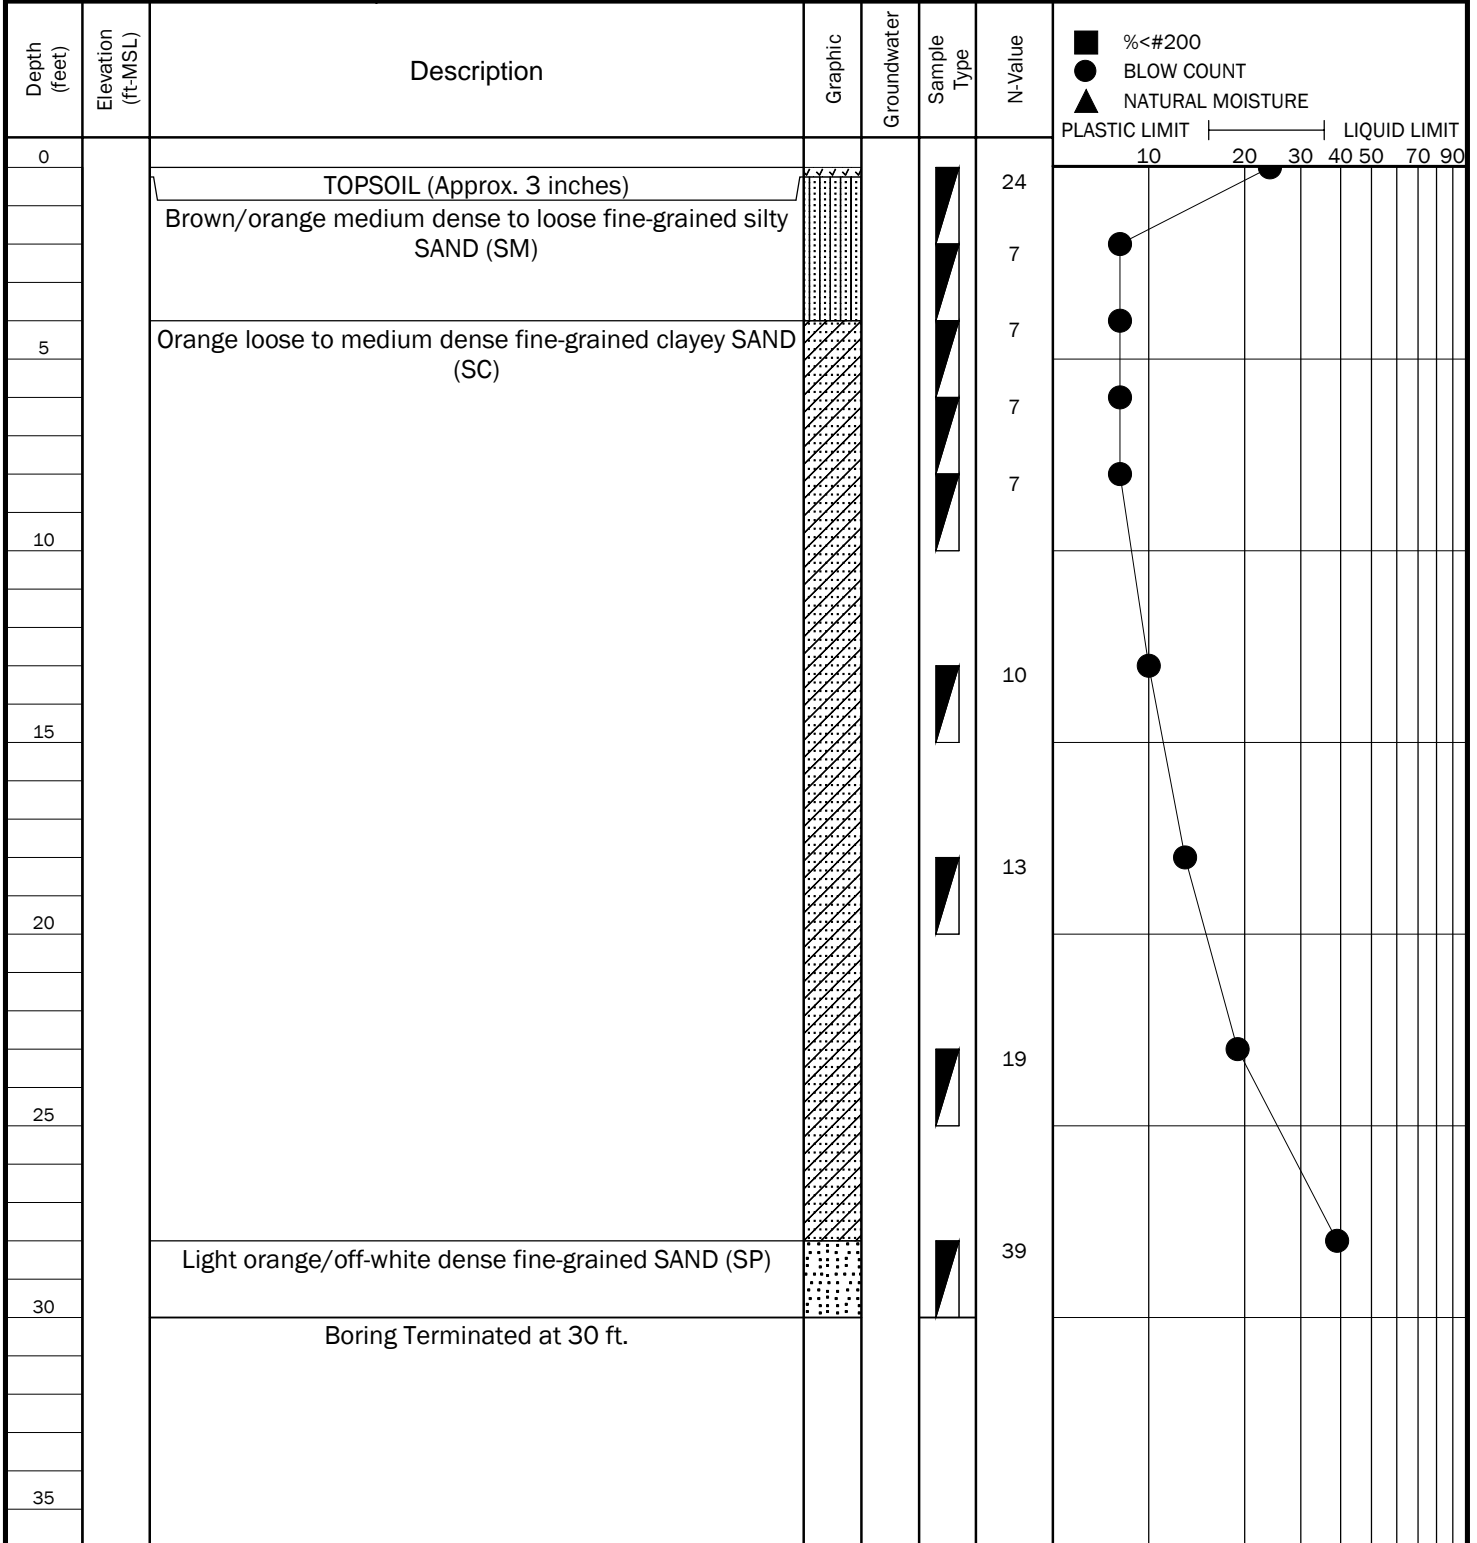 Depth
(feet)
Elevation
(ft-MSL)
Description
Graphic
Groundwater
Sample
Type
N-Value
%<#200
BLOW COUNT
NATURAL MOISTURE
PLASTIC LIMIT LIQUID LIMIT
10 20 30 40 50 70 90
0
TOPSOIL (Approx. 3 inches)
24
Brown/orange medium dense to loose fine-grained silty
SAND (SM)
7
7
Orange loose to medium dense fine-grained clayey SAND
5
(SC)
7
7
10
10
15
13
20
19
25
39
Light orange/off-white dense fine-grained SAND (SP)
30
Boring Terminated at 30 ft.
35